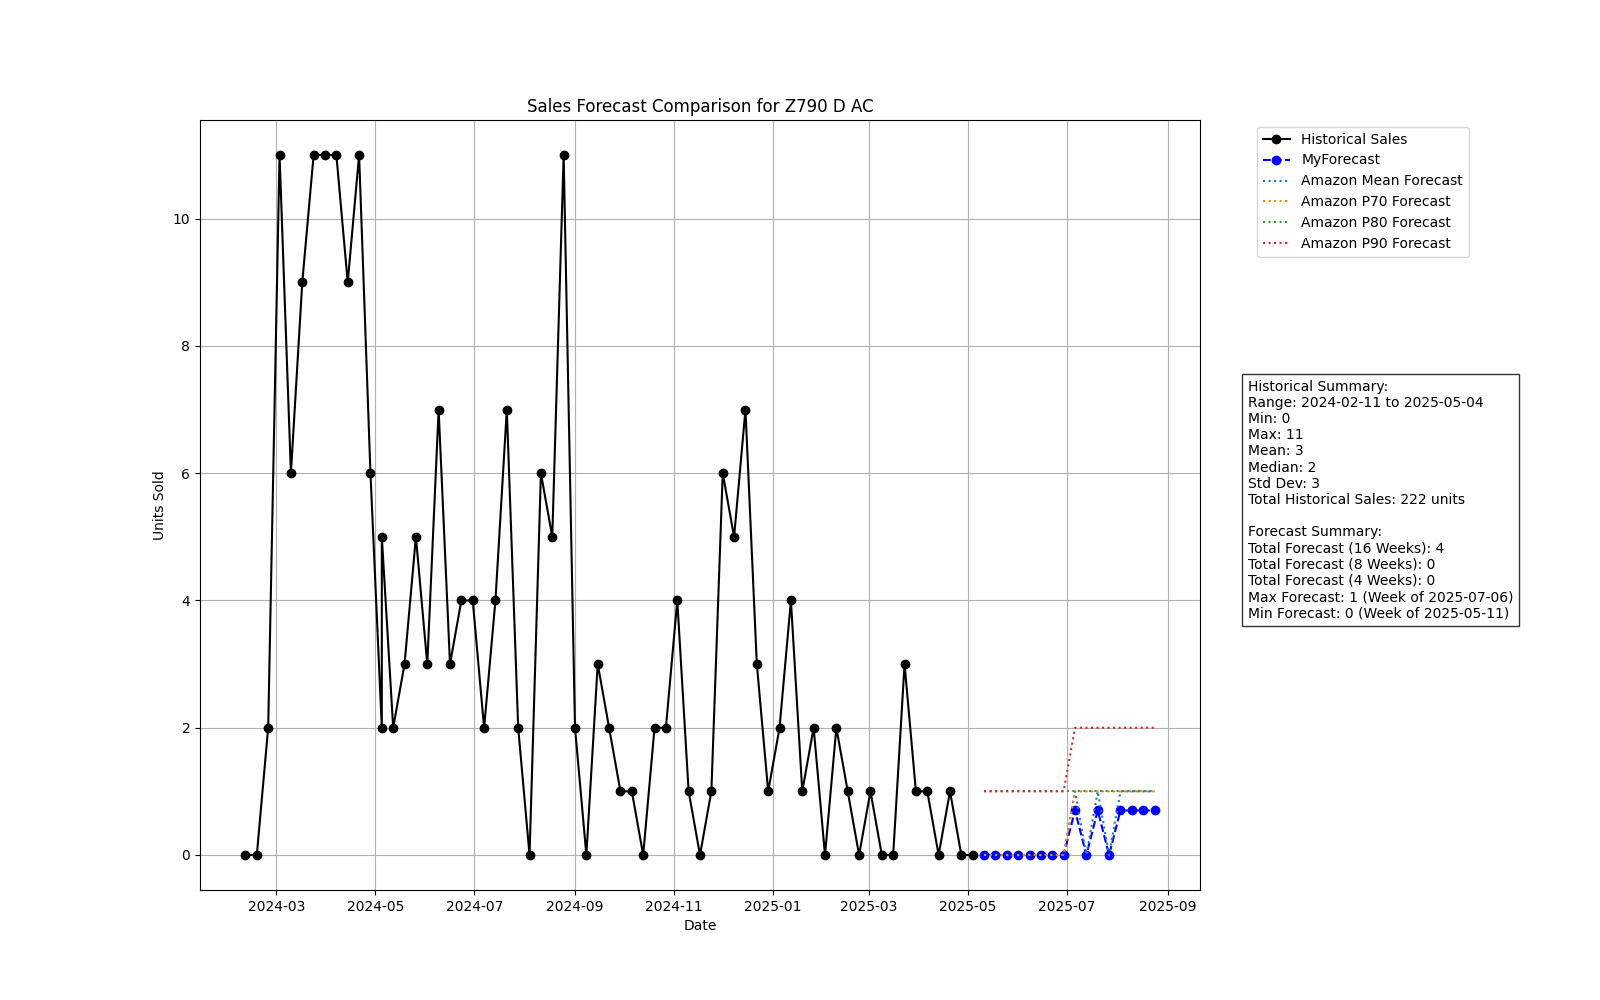 Sales Forecast Comparison for Z790 D AC
Units Sold
10
8
6
4
2
0
2024-03
2024-05
2024-07
2024-09
2024-11
2025-01
2025-03
2025-05
2025-07
2025-09
Date
Historical Sales
MyForecast
Amazon Mean Forecast
Amazon P70 Forecast
Amazon P80 Forecast
Amazon P90 Forecast
Historical Summary:
Range: 2024-02-11 to 2025-05-04
Min: 0
Max: 11
Mean: 3
Median: 2
Std Dev: 3
Total Historical Sales: 222 units
Forecast Summary:
Total Forecast (16 Weeks): 4
Total Forecast (8 Weeks): 0
Total Forecast (4 Weeks): 0
Max Forecast: 1 (Week of 2025-07-06)
Min Forecast: 0 (Week of 2025-05-11)